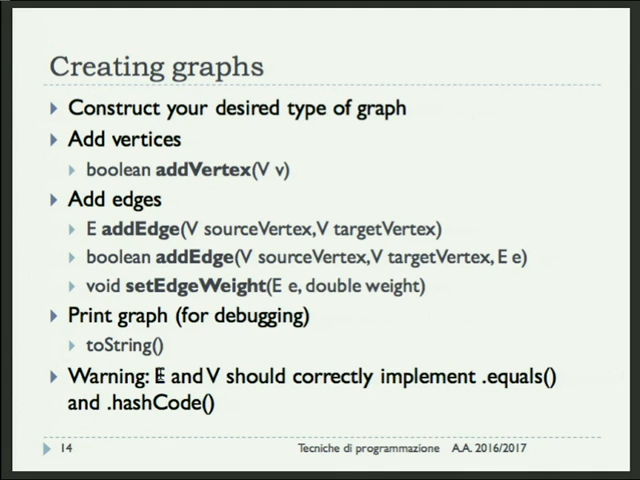 Creating graphs
Construct your desired type of graph
Add vertices
boolean addVertex(V v)
Add edges
E addEdge(V sourceVertex, V targetVertex)
boolean addEdge(V sourceVertex, V targetVertex, E e)
void setEdgeWeight(E e, double weight)
Print graph (for debugging)
toString()
Warning: E and V should correctly implement .equals()
and .hashCode()
14 Tecniche di programmazione A.A. 2016/2017